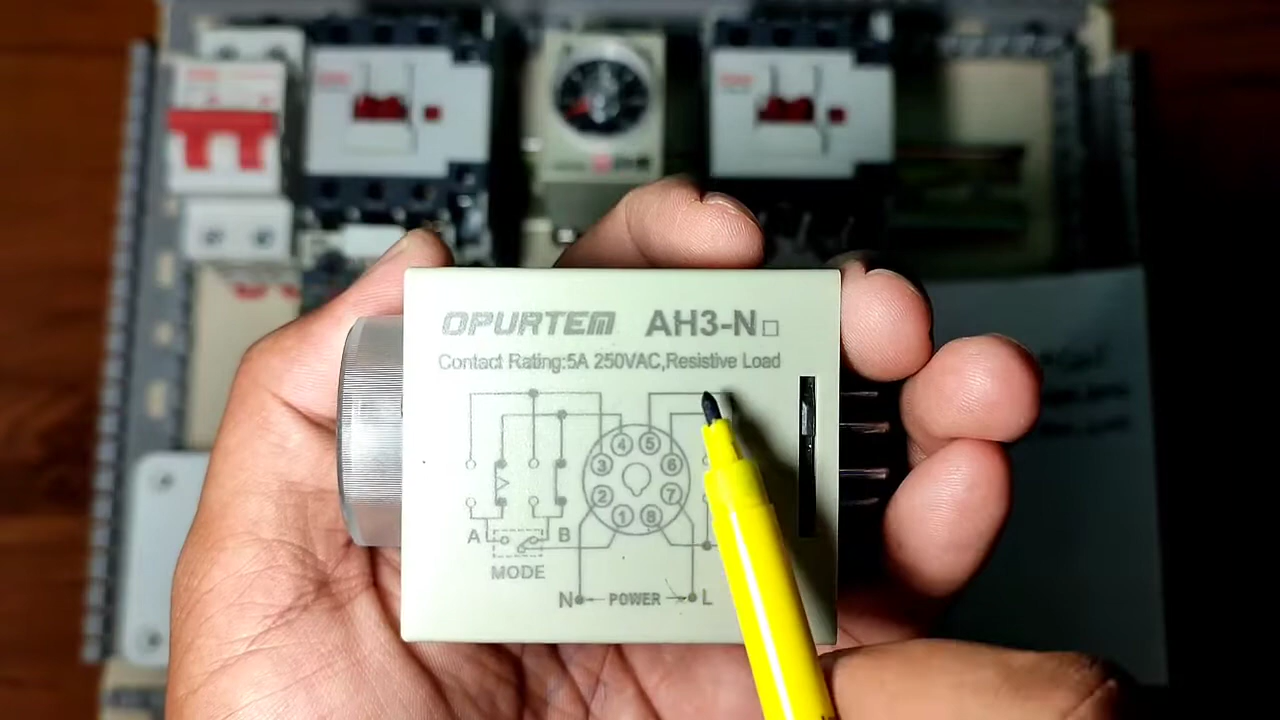 OPURTEM AH3-N□
Contact Rating:5A 250VAC,Resistive Load
4 5
3 6
2 7
1 8
A B
MODE
N POWER L